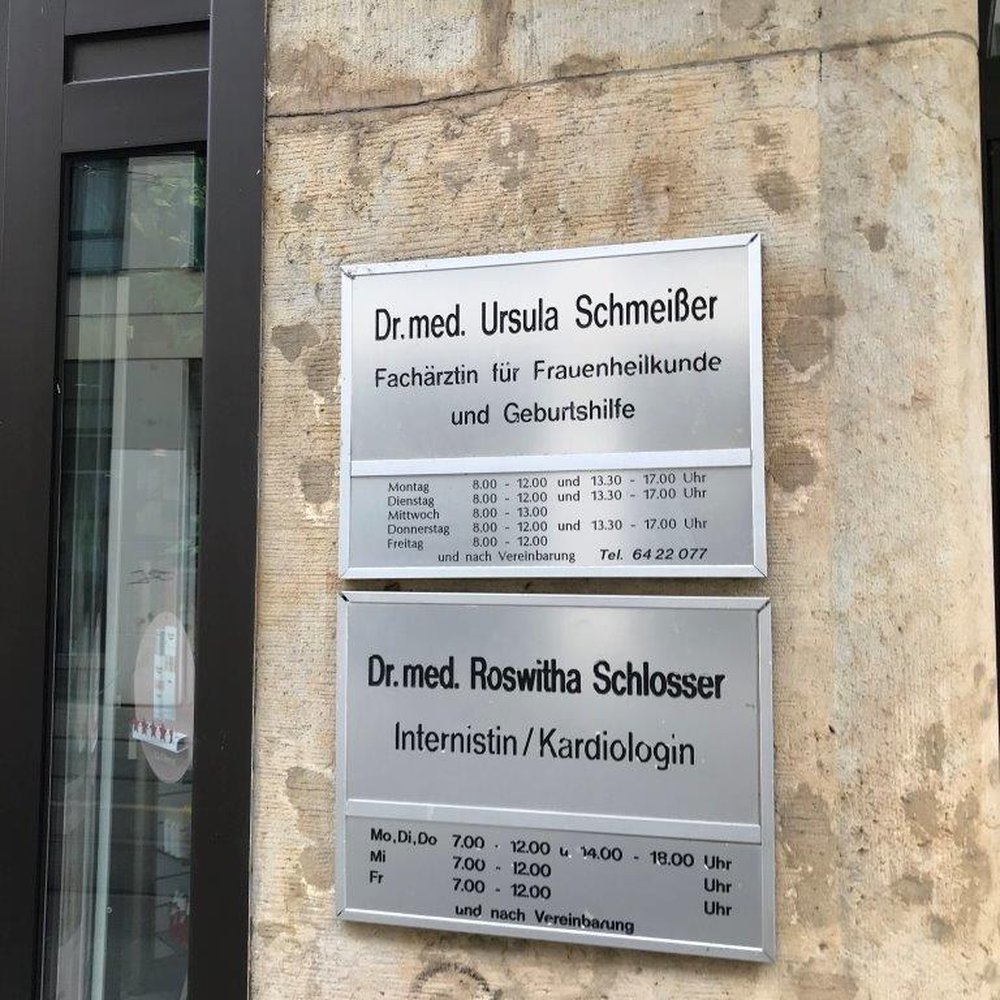 Dr. med. Ursula Schmeißer
Fachärztin für Frauenheilkunde
und Geburtshilfe
Montag 8.00 - 12.00 und 13.30 - 17.00 Uhr
Dienstag 8.00 - 12.00 und 13.30 - 17.00 Uhr
Mittwoch 8.00 - 13.00
Donnerstag 8.00 - 12.00 und 13.30 - 17.00 Uhr
Freitag 8.00 - 12.00
und nach Vereinbarung Tel. 64 22 077
Dr. med. Roswitha Schlosser
Internistin / Kardiologin
Mo, Di, Do 7.00 - 12.00 u. 14.00 - 18.00 Uhr
Mi 7.00 - 12.00 Uhr
Fr 7.00 - 12.00 Uhr
und nach Vereinbarung